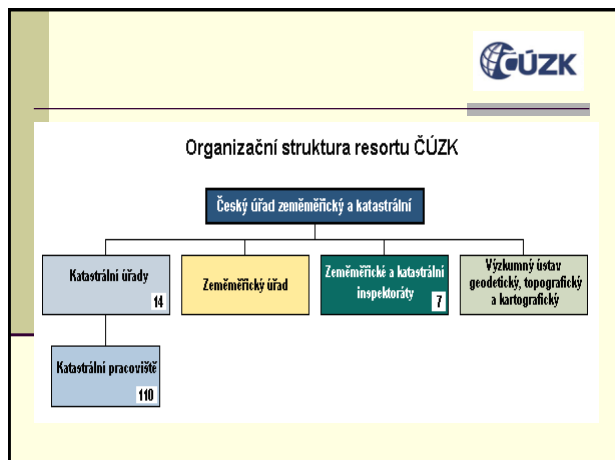 ČÚZK
Organizační struktura resortu ČÚZK
Český úřad zeměměřický a katastrální
Katastrální úřady
14
Zeměměřický úřad
Zeměměřické a katastrální
inspektoráty
7
Výzkumný ústav
geodetický, topografický
a kartografický
Katastrální pracoviště
110